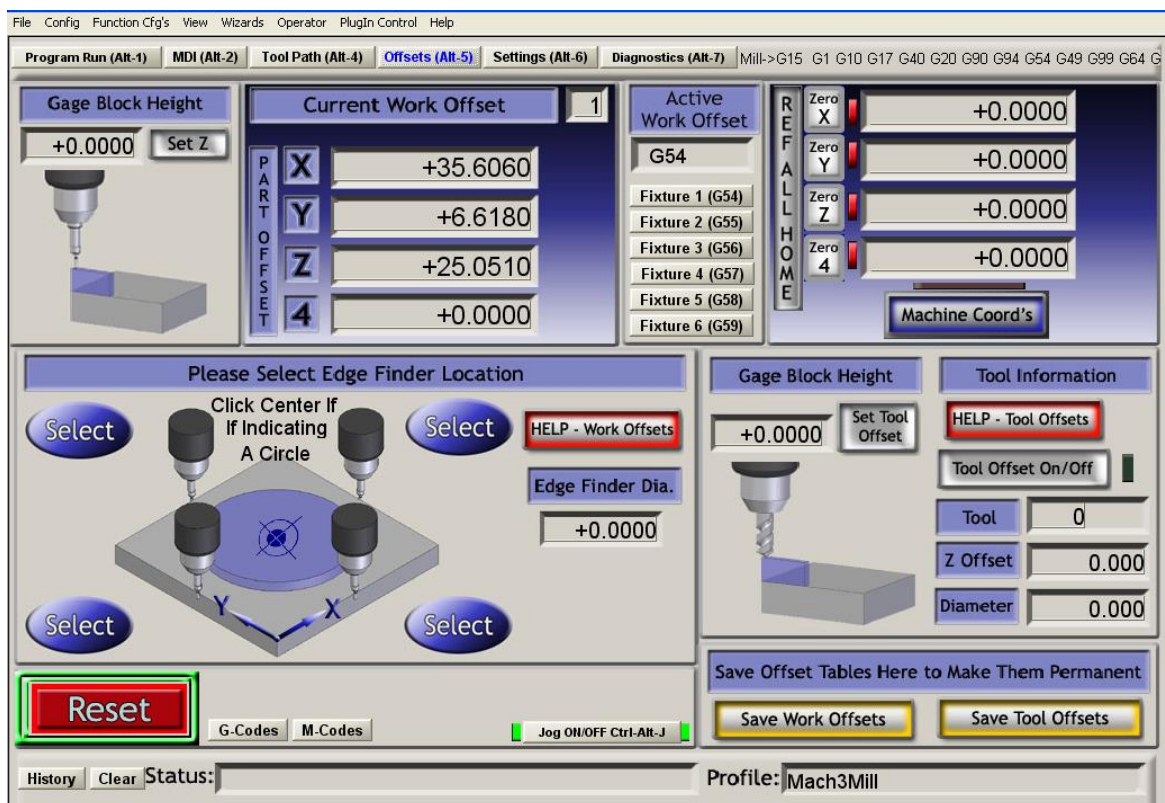 File Config Function Cfg's View Wizards Operator PlugIn Control Help
Program Run (Alt-1) MDI (Alt-2) Tool Path (Alt-4) Offsets (Alt-5) Settings (Alt-6) Diagnostics (Alt-7) Mill->G15 G1 G10 G17 G40 G20 G90 G94 G54 G49 G99 G64 G
Gage Block Height
+0.0000 Set Z
Current Work Offset 1
PART OFFSET
X +35.6060
Y +6.6180
Z +25.0510
4 +0.0000
Active
Work Offset
G54
Fixture 1 (G54)
Fixture 2 (G55)
Fixture 3 (G56)
Fixture 4 (G57)
Fixture 5 (G58)
Fixture 6 (G59)
REF ALL HOME
Zero X +0.0000
Zero Y +0.0000
Zero Z +0.0000
Zero 4 +0.0000
Machine Coord's
Please Select Edge Finder Location
Select
Click Center If
If Indicating
A Circle
Select
HELP - Work Offsets
Edge Finder Dia.
+0.0000
Y X
Select
Select
Gage Block Height
+0.0000 Set Tool
Offset
Tool Information
HELP - Tool Offsets
Tool Offset On/Off
Tool 0
Z Offset 0.000
Diameter 0.000
Reset
G-Codes M-Codes
Jog ON/OFF Ctrl-Alt-J
Save Offset Tables Here to Make Them Permanent
Save Work Offsets Save Tool Offsets
History Clear Status:
Profile: Mach3Mill